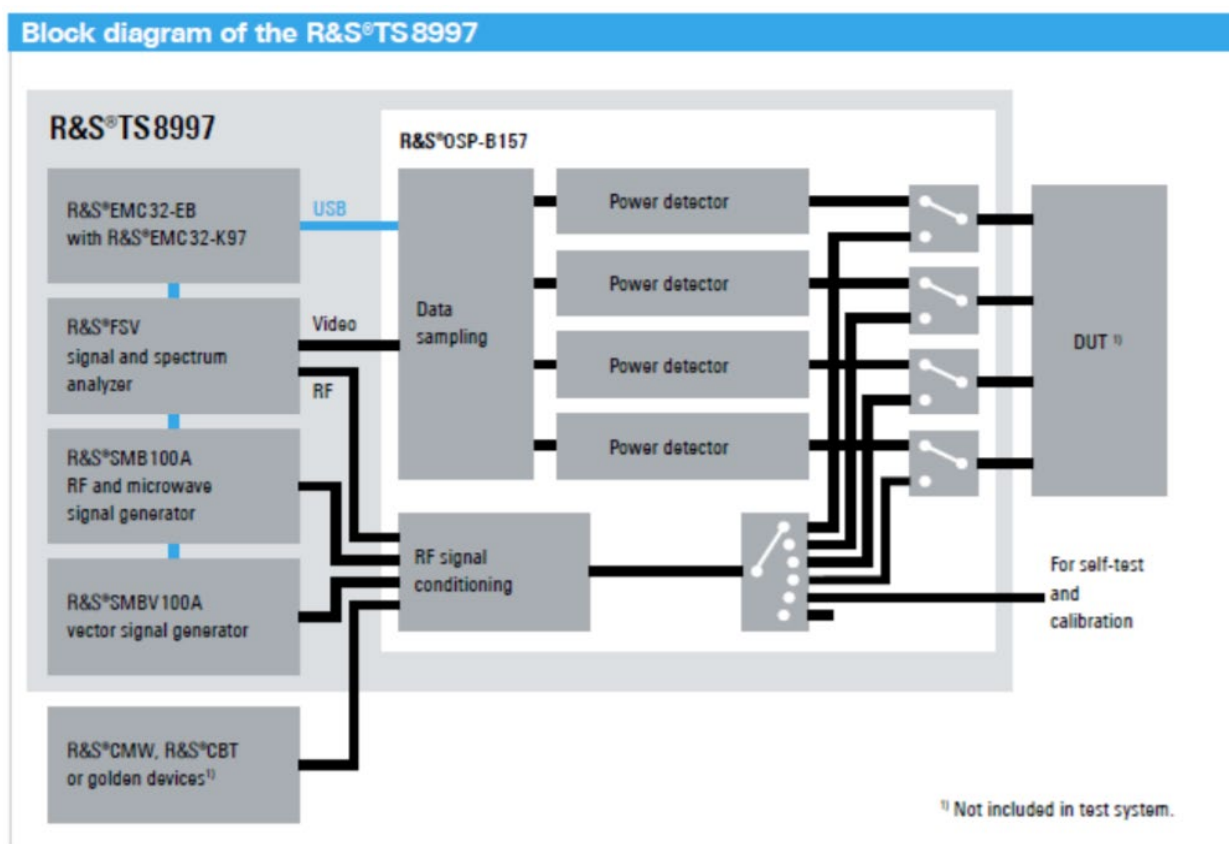 Block diagram of the R&S®TS8997
R&S®TS8997
R&S®OSP-B157
R&S®EMC32-EB
with R&S®EMC32-K97
USB
Power detector
Power detector
Power detector
Power detector
Data
sampling
DUT ¹⁾
R&S®FSV
signal and spectrum
analyzer
Video
RF
R&S®SMB100A
RF and microwave
signal generator
RF signal
conditioning
R&S®SMBV100A
vector signal generator
For self-test
and
calibration
R&S®CMW, R&S®CBT
or golden devices¹⁾
¹⁾ Not included in test system.